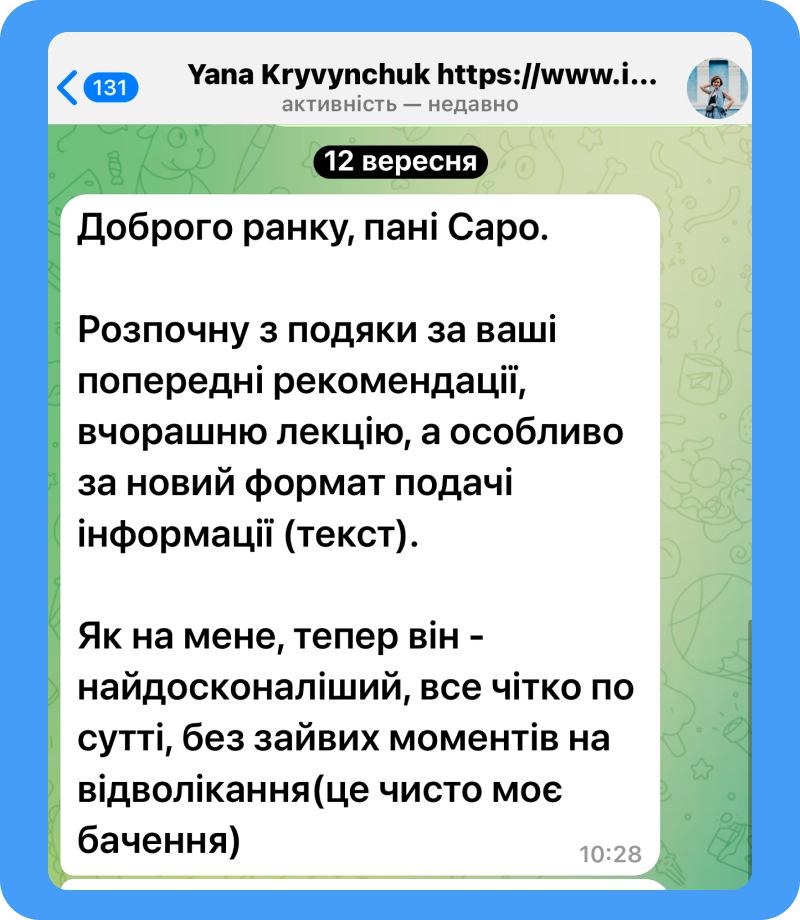 131
Yana Kryvynchuk https://www.i...
активність — недавно
12 вересня
Доброго ранку, пані Саро.
Розпочну з подяки за ваші
попередні рекомендації,
вчорашню лекцію, а особливо
за новий формат подачі
інформації (текст).
Як на мене, тепер він -
найдосконаліший, все чітко по
сутті, без зайвих моментів на
відволікання(це чисто моє
бачення)
10:28